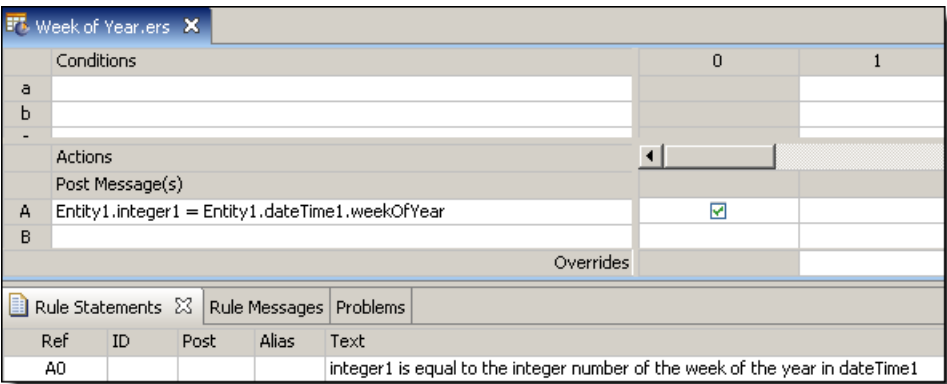 Week of Year.ers
Conditions 0 1
a
b
Actions
Post Message(s)
A Entity1.integer1 = Entity1.dateTime1.weekOfYear
B
Overrides
Rule Statements Rule Messages Problems
Ref ID Post Alias Text
A0 integer1 is equal to the integer number of the week of the year in dateTime1